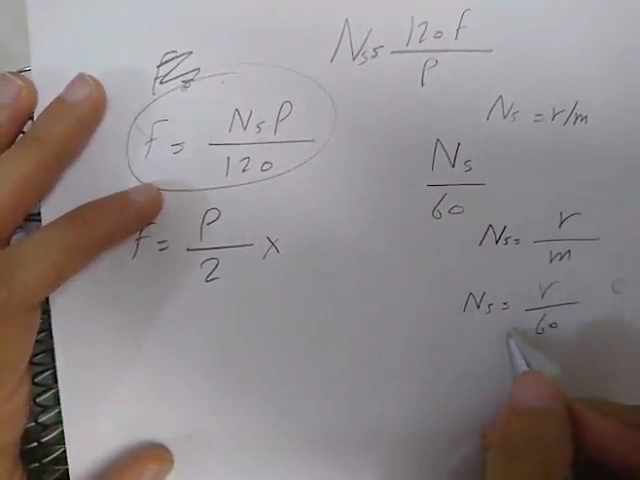 Ns = 120 f / P
f = Ns P / 120
Ns = r/m
Ns / 60
f = P / 2 x
Ns = r / m
Ns = r / 60